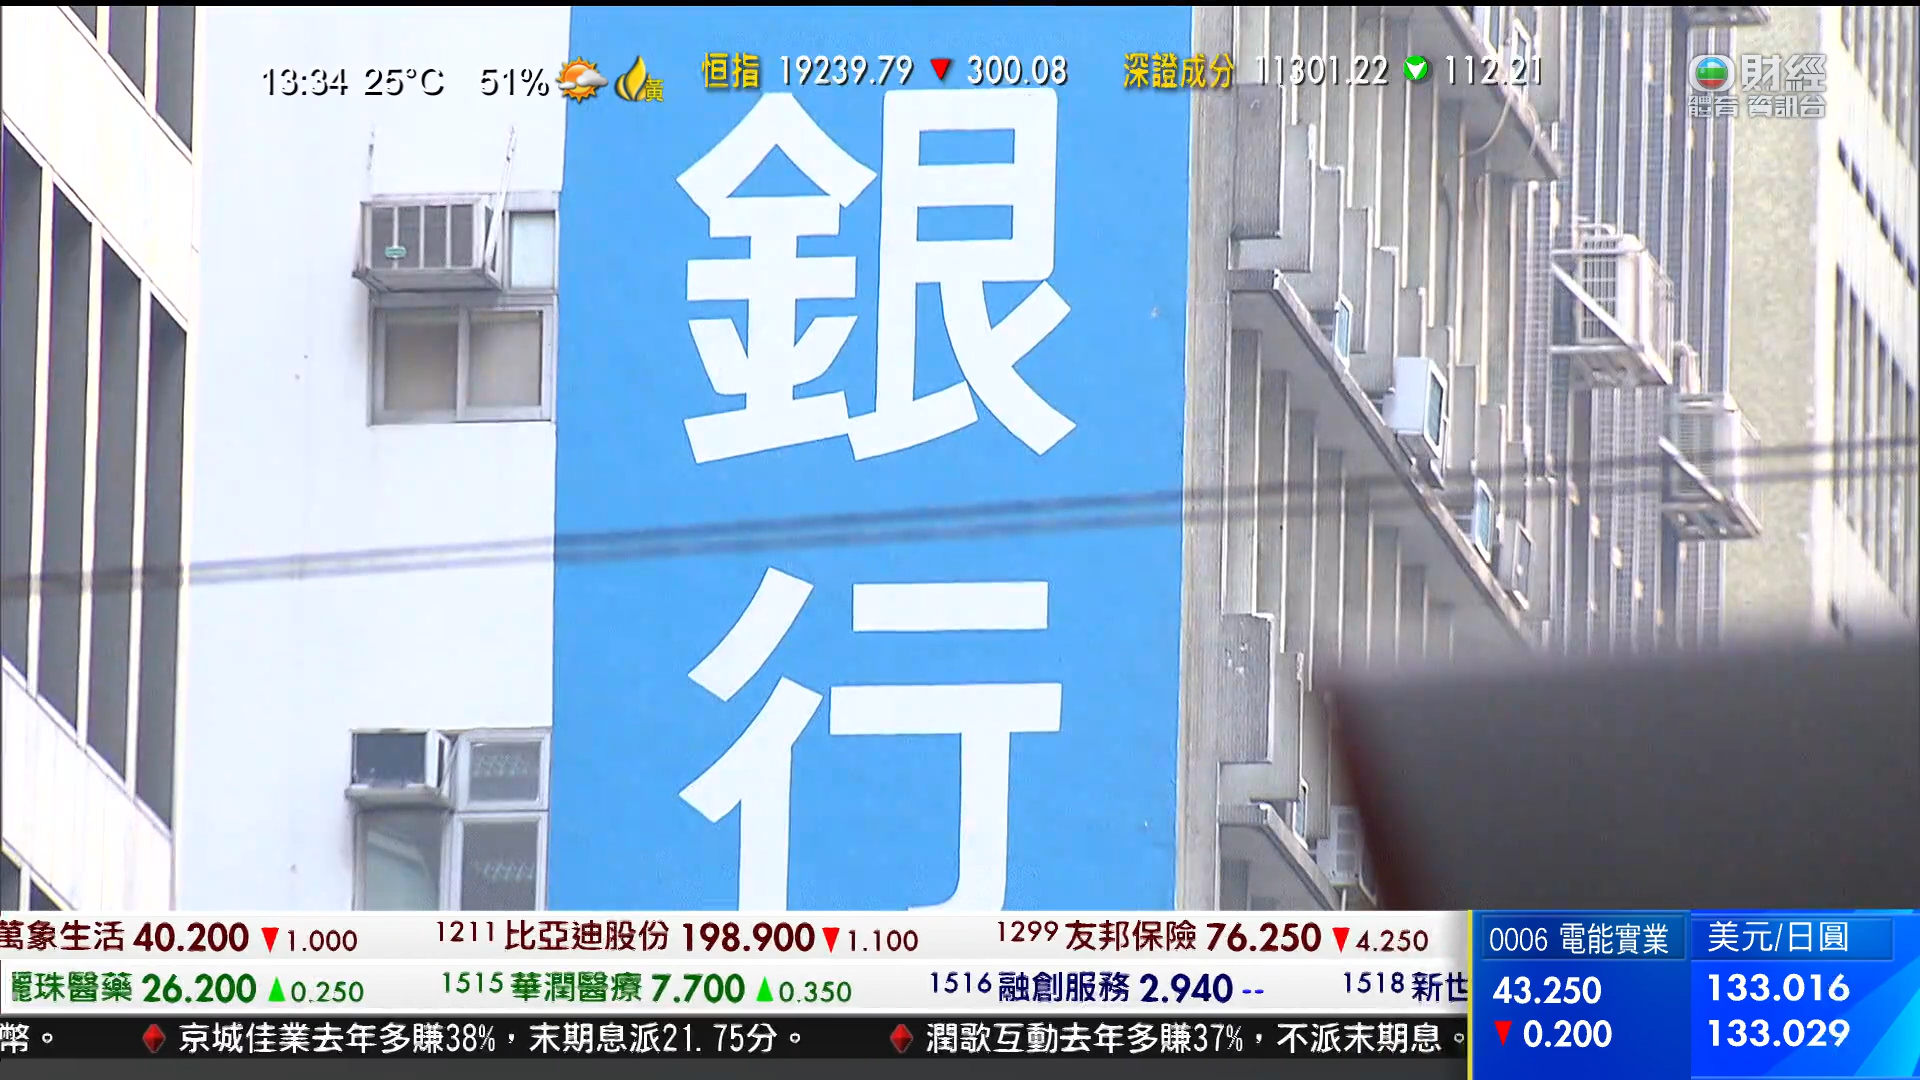 13:34 25°C 51% 黃 恒指 19239.79 ▼ 300.08 深證成分 11301.22 112.21
財經
體育 資訊台
銀
行
萬象生活 40.200 ▼ 1.000 1211 比亞迪股份 198.900 ▼ 1.100 1299 友邦保險 76.250 ▼ 4.250
麗珠醫藥 26.200 ▲ 0.250 1515 華潤醫療 7.700 ▲ 0.350 1516 融創服務 2.940 -- 1518 新世
幣。 京城佳業去年多賺38%,末期息派21.75分。 潤歌互動去年多賺37%,不派末期息。
0006 電能實業
43.250
▼ 0.200
美元/日圓
133.016
133.029